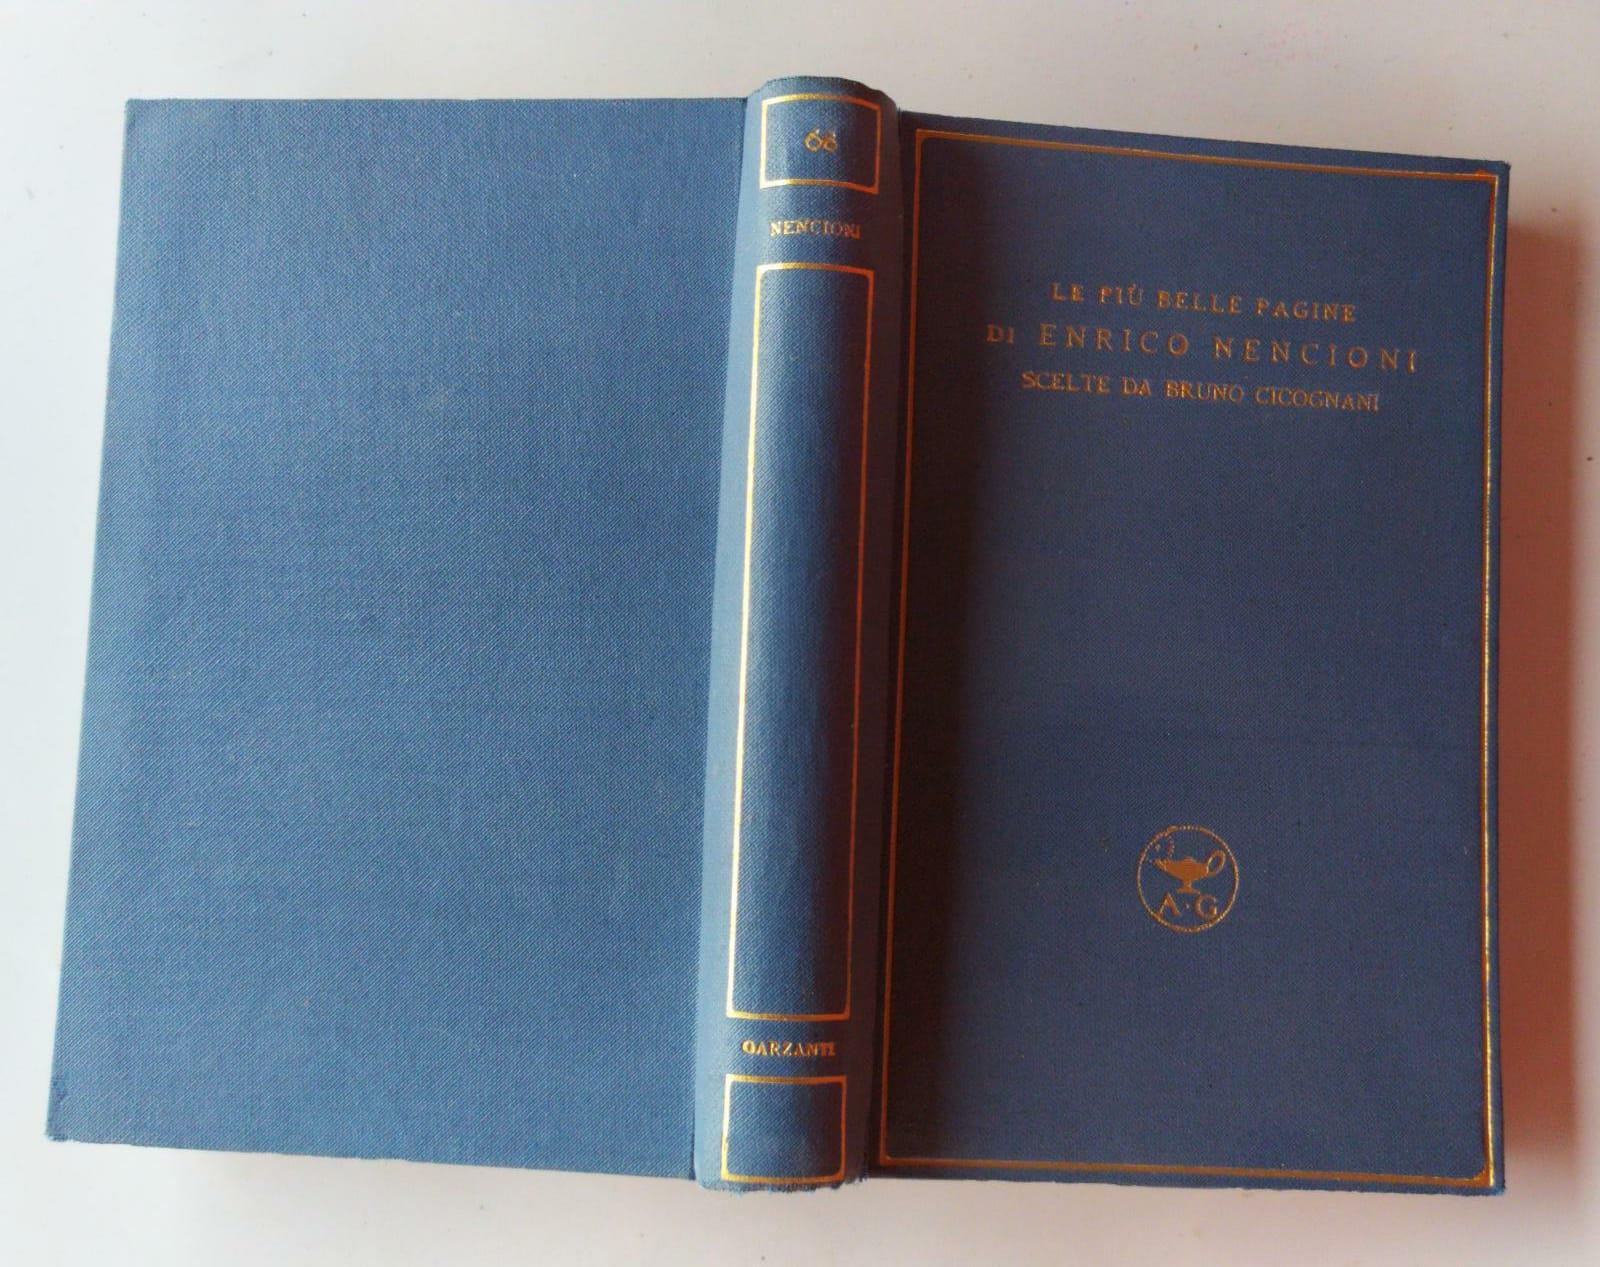 68
NENCIONI
GARZANTI
LE PIÙ BELLE PAGINE
DI ENRICO NENCIONI
SCELTE DA BRUNO CICOGNANI
A·G